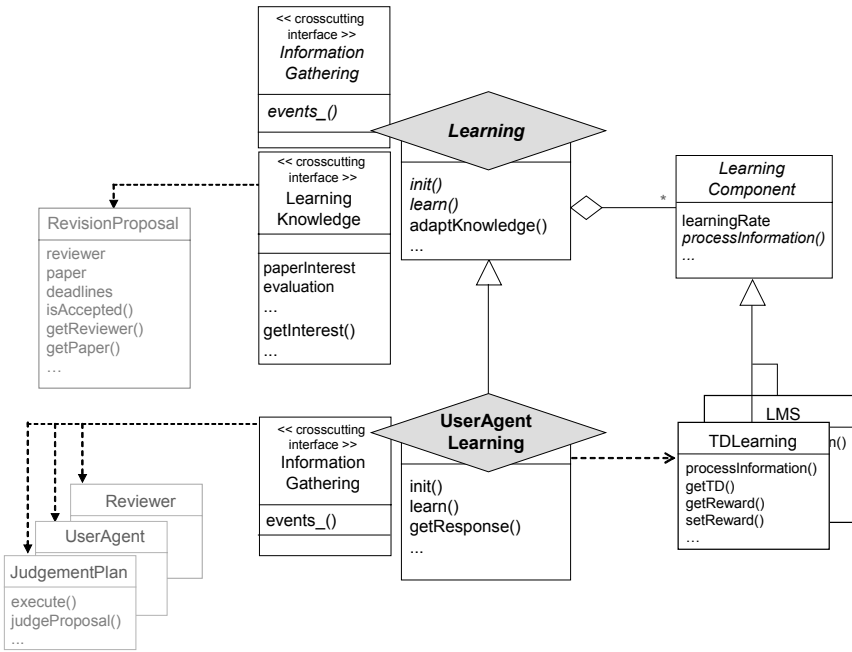 << crosscutting
interface >>
Information
Gathering
events_()
Learning
init()
learn()
adaptKnowledge()
...
<< crosscutting
interface >>
Learning
Knowledge
paperInterest
evaluation
...
getInterest()
...
*
Learning
Component
learningRate
processInformation()
...
RevisionProposal
reviewer
paper
deadlines
isAccepted()
getReviewer()
getPaper()
...
<< crosscutting
interface >>
Information
Gathering
events_()
UserAgent
Learning
init()
learn()
getResponse()
...
LMS
n()
TDLearning
processInformation()
getTD()
getReward()
setReward()
...
Reviewer
UserAgent
JudgementPlan
execute()
judgeProposal()
...